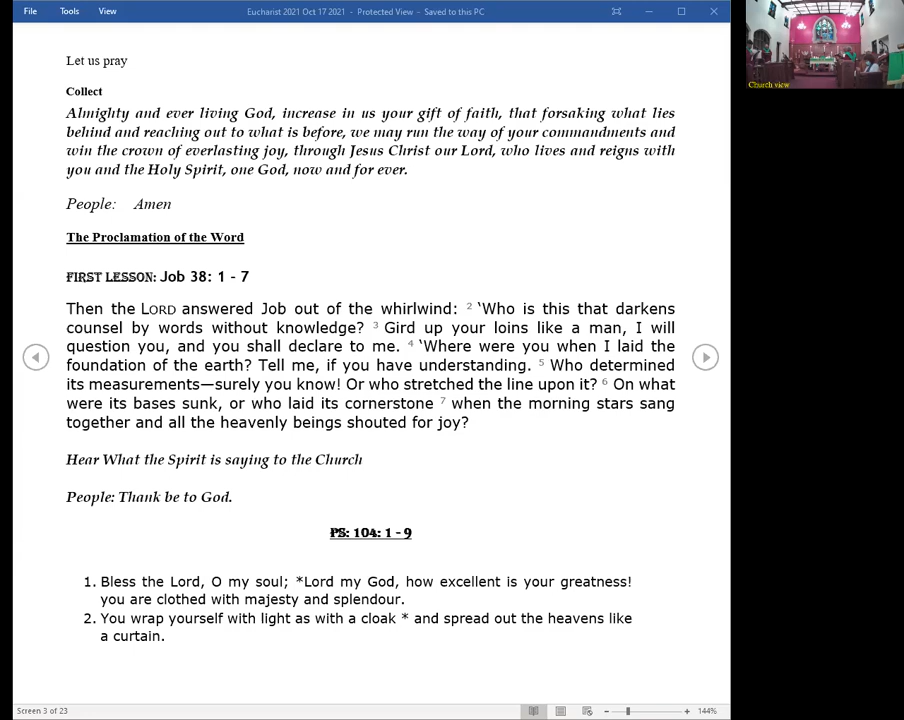 File Tools View Eucharist 2021 Oct 17 2021 - Protected View - Saved to this PC
Church view
Let us pray
Collect
Almighty and ever living God, increase in us your gift of faith, that forsaking what lies
behind and reaching out to what is before, we may run the way of your commandments and
win the crown of everlasting joy, through Jesus Christ our Lord, who lives and reigns with
you and the Holy Spirit, one God, now and for ever.
People: Amen
The Proclamation of the Word
FIRST LESSON: Job 38: 1 - 7
Then the LORD answered Job out of the whirlwind: 2 ‘Who is this that darkens
counsel by words without knowledge? 3 Gird up your loins like a man, I will
question you, and you shall declare to me. 4 ‘Where were you when I laid the
foundation of the earth? Tell me, if you have understanding. 5 Who determined
its measurements—surely you know! Or who stretched the line upon it? 6 On what
were its bases sunk, or who laid its cornerstone 7 when the morning stars sang
together and all the heavenly beings shouted for joy?
Hear What the Spirit is saying to the Church
People: Thank be to God.
PS: 104: 1 - 9
1. Bless the Lord, O my soul; *Lord my God, how excellent is your greatness!
you are clothed with majesty and splendour.
2. You wrap yourself with light as with a cloak * and spread out the heavens like
a curtain.
Screen 3 of 23 144%